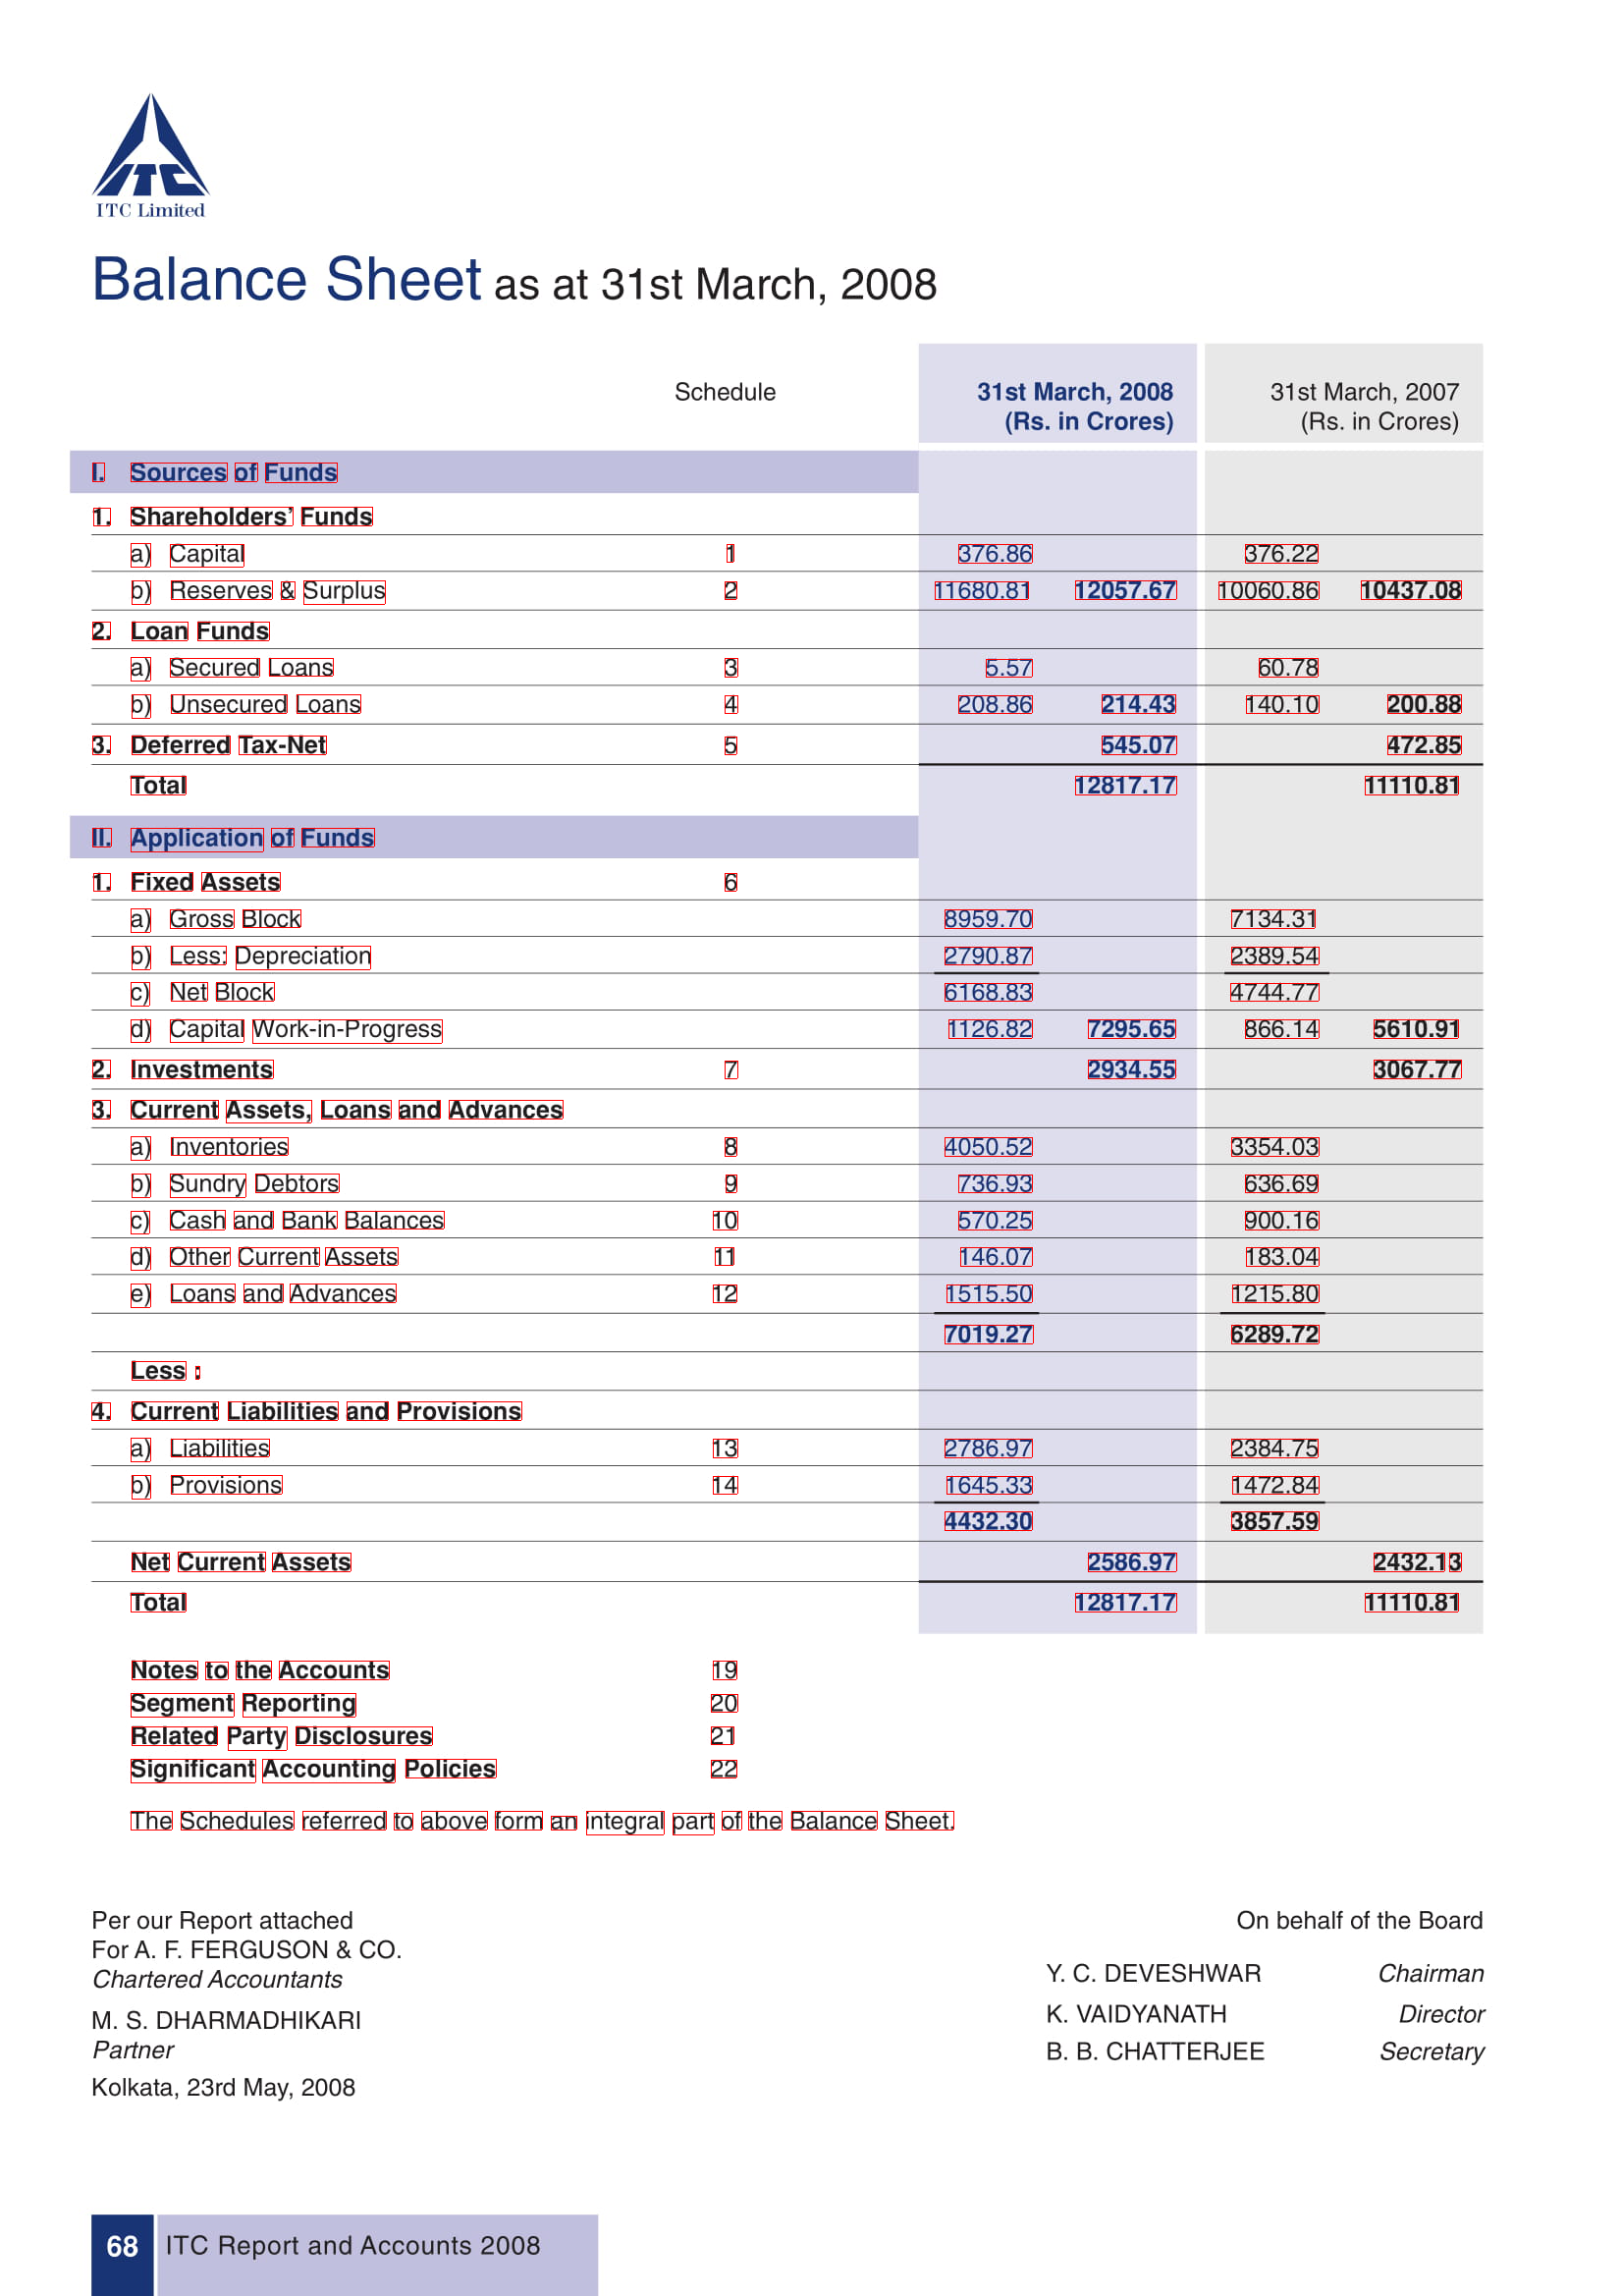 ITC Limited
Balance Sheet as at 31st March, 2008
Schedule 31st March, 2008 31st March, 2007
(Rs. in Crores) (Rs. in Crores)
I. Sources of Funds
1. Shareholders’ Funds
a) Capital 1 376.86 376.22
b) Reserves & Surplus 2 11680.81 12057.67 10060.86 10437.08
2. Loan Funds
a) Secured Loans 3 5.57 60.78
b) Unsecured Loans 4 208.86 214.43 140.10 200.88
3. Deferred Tax-Net 5 545.07 472.85
Total 12817.17 11110.81
II. Application of Funds
1. Fixed Assets 6
a) Gross Block 8959.70 7134.31
b) Less: Depreciation 2790.87 2389.54
c) Net Block 6168.83 4744.77
d) Capital Work-in-Progress 1126.82 7295.65 866.14 5610.91
2. Investments 7 2934.55 3067.77
3. Current Assets, Loans and Advances
a) Inventories 8 4050.52 3354.03
b) Sundry Debtors 9 736.93 636.69
c) Cash and Bank Balances 10 570.25 900.16
d) Other Current Assets 11 146.07 183.04
e) Loans and Advances 12 1515.50 1215.80
7019.27 6289.72
Less :
4. Current Liabilities and Provisions
a) Liabilities 13 2786.97 2384.75
b) Provisions 14 1645.33 1472.84
4432.30 3857.59
Net Current Assets 2586.97 2432.13
Total 12817.17 11110.81
Notes to the Accounts 19
Segment Reporting 20
Related Party Disclosures 21
Significant Accounting Policies 22
The Schedules referred to above form an integral part of the Balance Sheet.
Per our Report attached On behalf of the Board
For A. F. FERGUSON & CO.
Chartered Accountants Y. C. DEVESHWAR Chairman
M. S. DHARMADHIKARI K. VAIDYANATH Director
Partner B. B. CHATTERJEE Secretary
Kolkata, 23rd May, 2008
68 ITC Report and Accounts 2008